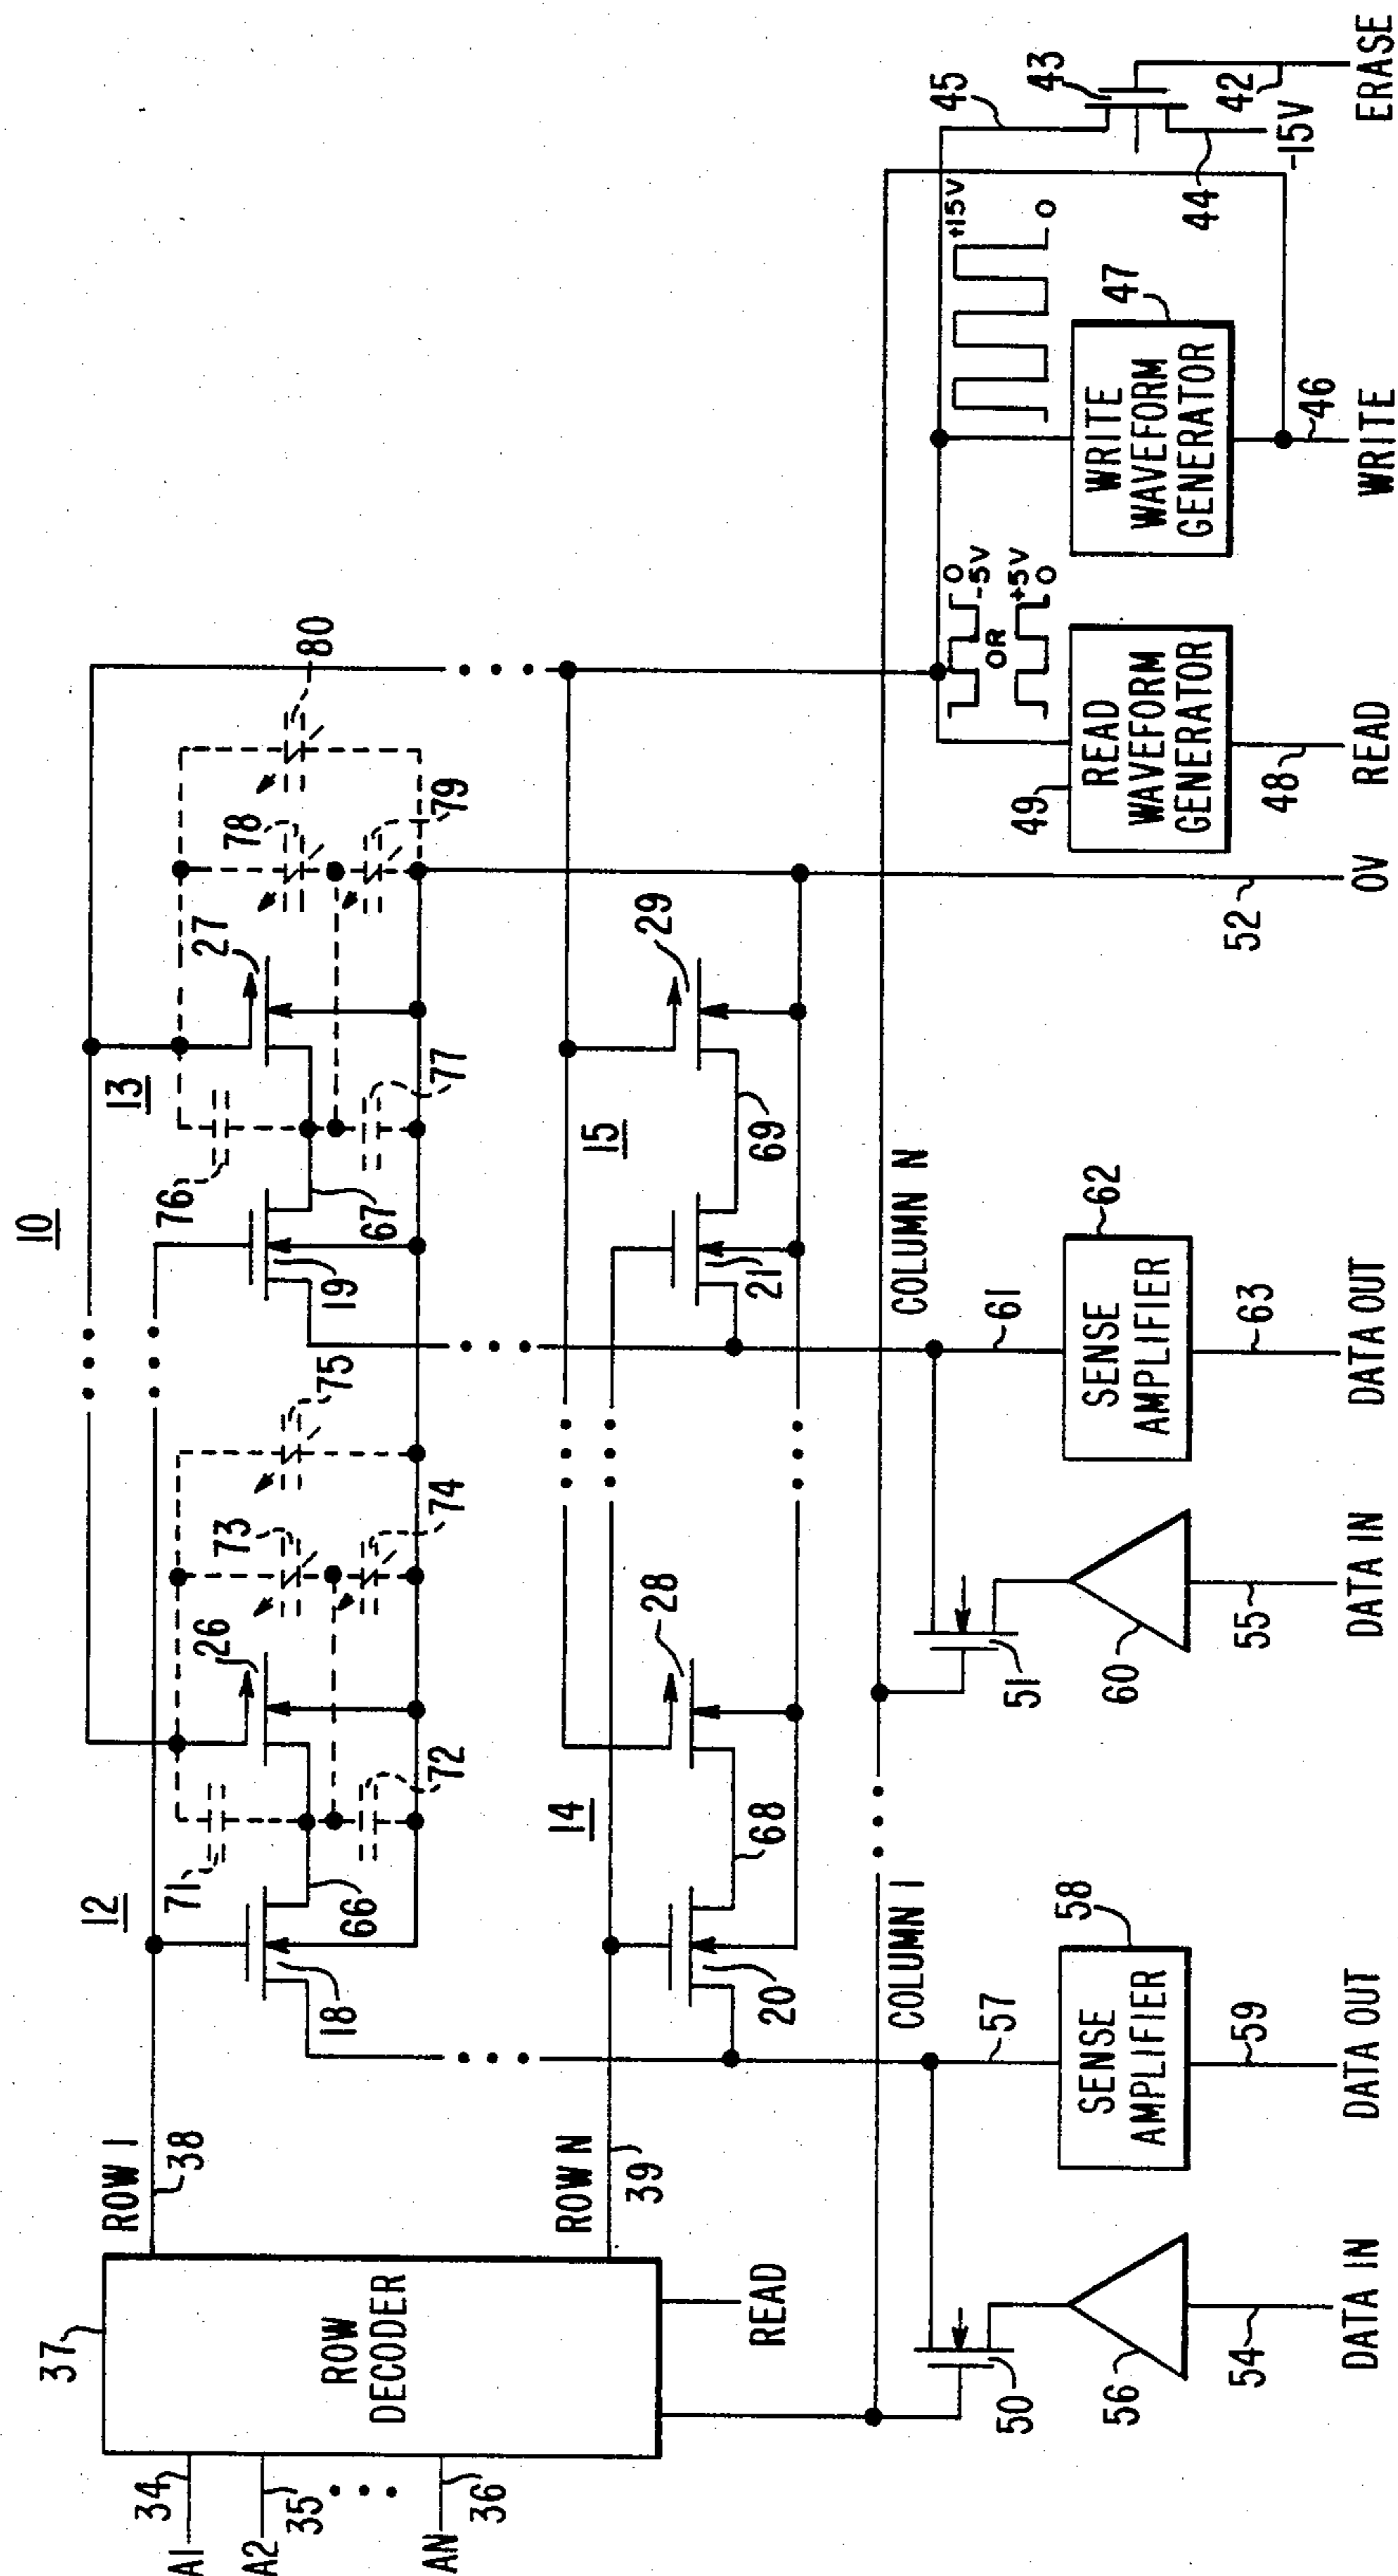 10
37
34
A1
35
A2
36
AN
ROW
DECODER
READ
ROW 1
38
ROW N
39
12
18
66
71
72
26
73
74
75
13
19
67
76
77
27
78
79
80
14
20
68
28
15
21
69
29
COLUMN 1
COLUMN N
50
56
54
DATA IN
57
SENSE
AMPLIFIER
58
59
DATA OUT
51
60
55
DATA IN
61
SENSE
AMPLIFIER
62
63
DATA OUT
52
0V
0
-5V
OR
+5V
0
49
READ
WAVEFORM
GENERATOR
48
READ
+15V
0
WRITE
WAVEFORM
GENERATOR
47
46
WRITE
45
43
44
-15V
42
ERASE